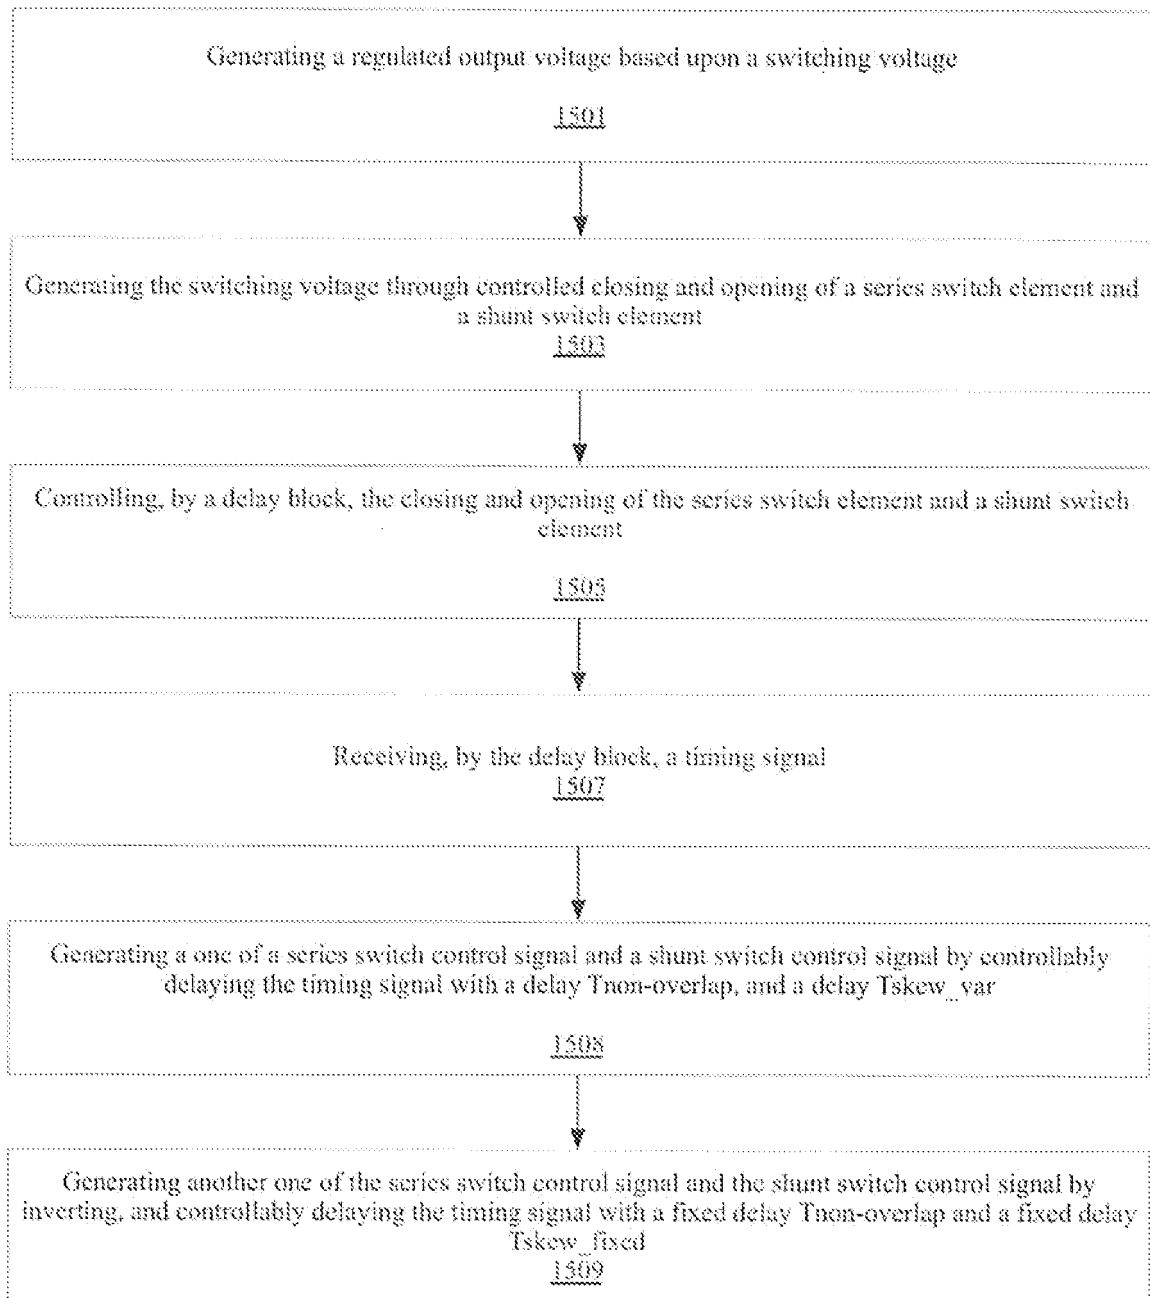 Generating a regulated output voltage based upon a switching voltage
1501
Generating the switching voltage through controlled closing and opening of a series switch element and
a shunt switch element
1503
Controlling, by a delay block, the closing and opening of the series switch element and a shunt switch
element
1505
Receiving, by the delay block, a timing signal
1507
Generating a one of a series switch control signal and a shunt switch control signal by controllably
delaying the timing signal with a delay Tnon-overlap, and a delay Tskew_var
1508
Generating another one of the series switch control signal and the shunt switch control signal by
inverting, and controllably delaying the timing signal with a fixed delay Tnon-overlap and a fixed delay
Tskew_fixed
1509